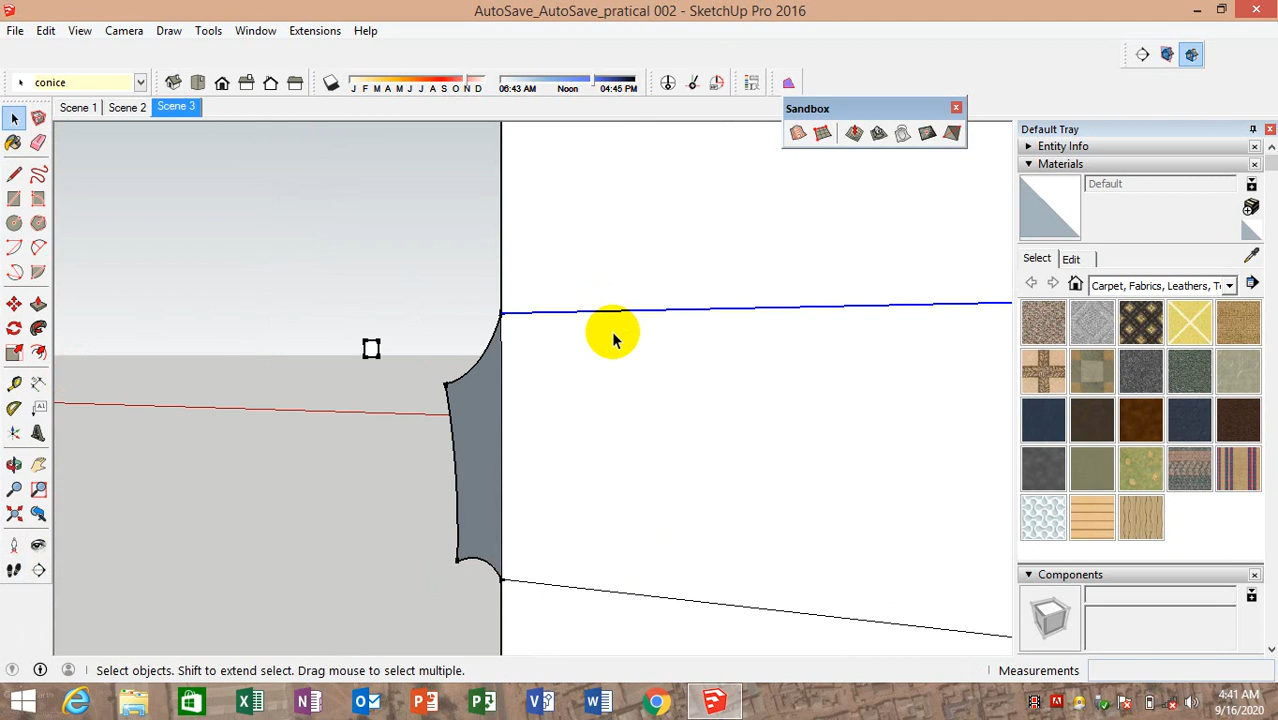 AutoSave_AutoSave_pratical 002 - SketchUp Pro 2016
File Edit View Camera Draw Tools Window Extensions Help
conice
J F M A M J J A S O N D
06:43 AM Noon 04:45 PM
Scene 1 Scene 2 Scene 3
Sandbox
Default Tray
Entity Info
Materials
Default
Select Edit
Carpet, Fabrics, Leathers, T
Components
Select objects. Shift to extend select. Drag mouse to select multiple.
Measurements
4:41 AM
9/16/2020